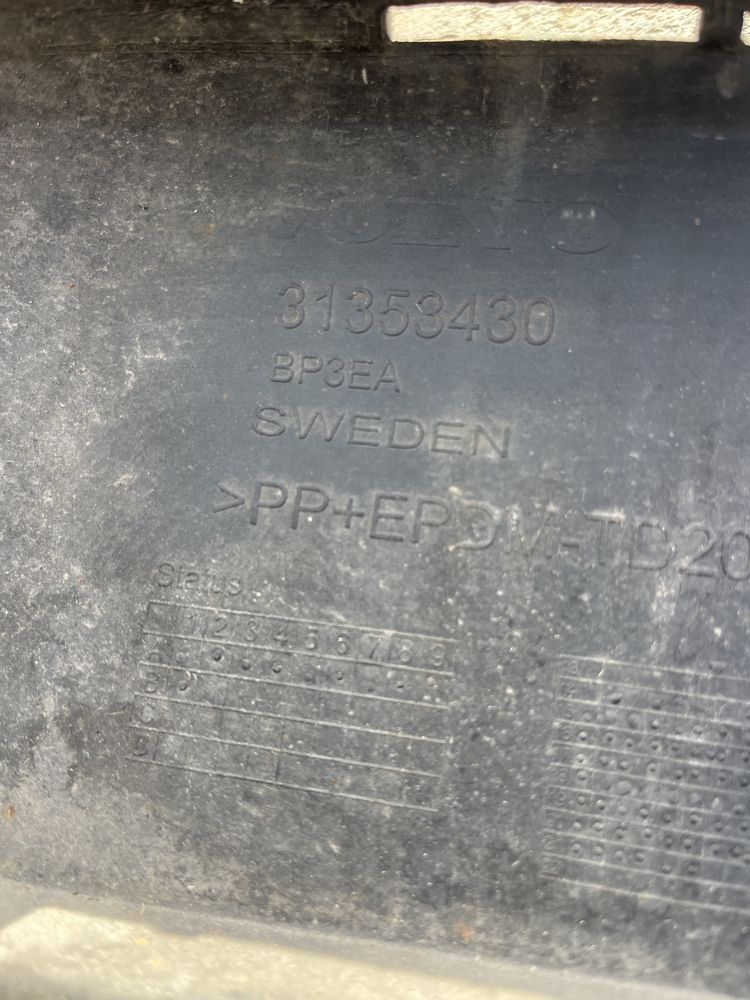 VOLVO
31353430
BP3EA
SWEDEN
>PP+EPDM-TD20
Status
1 2 3 4 5 6 7 8 9
A
B
C
D